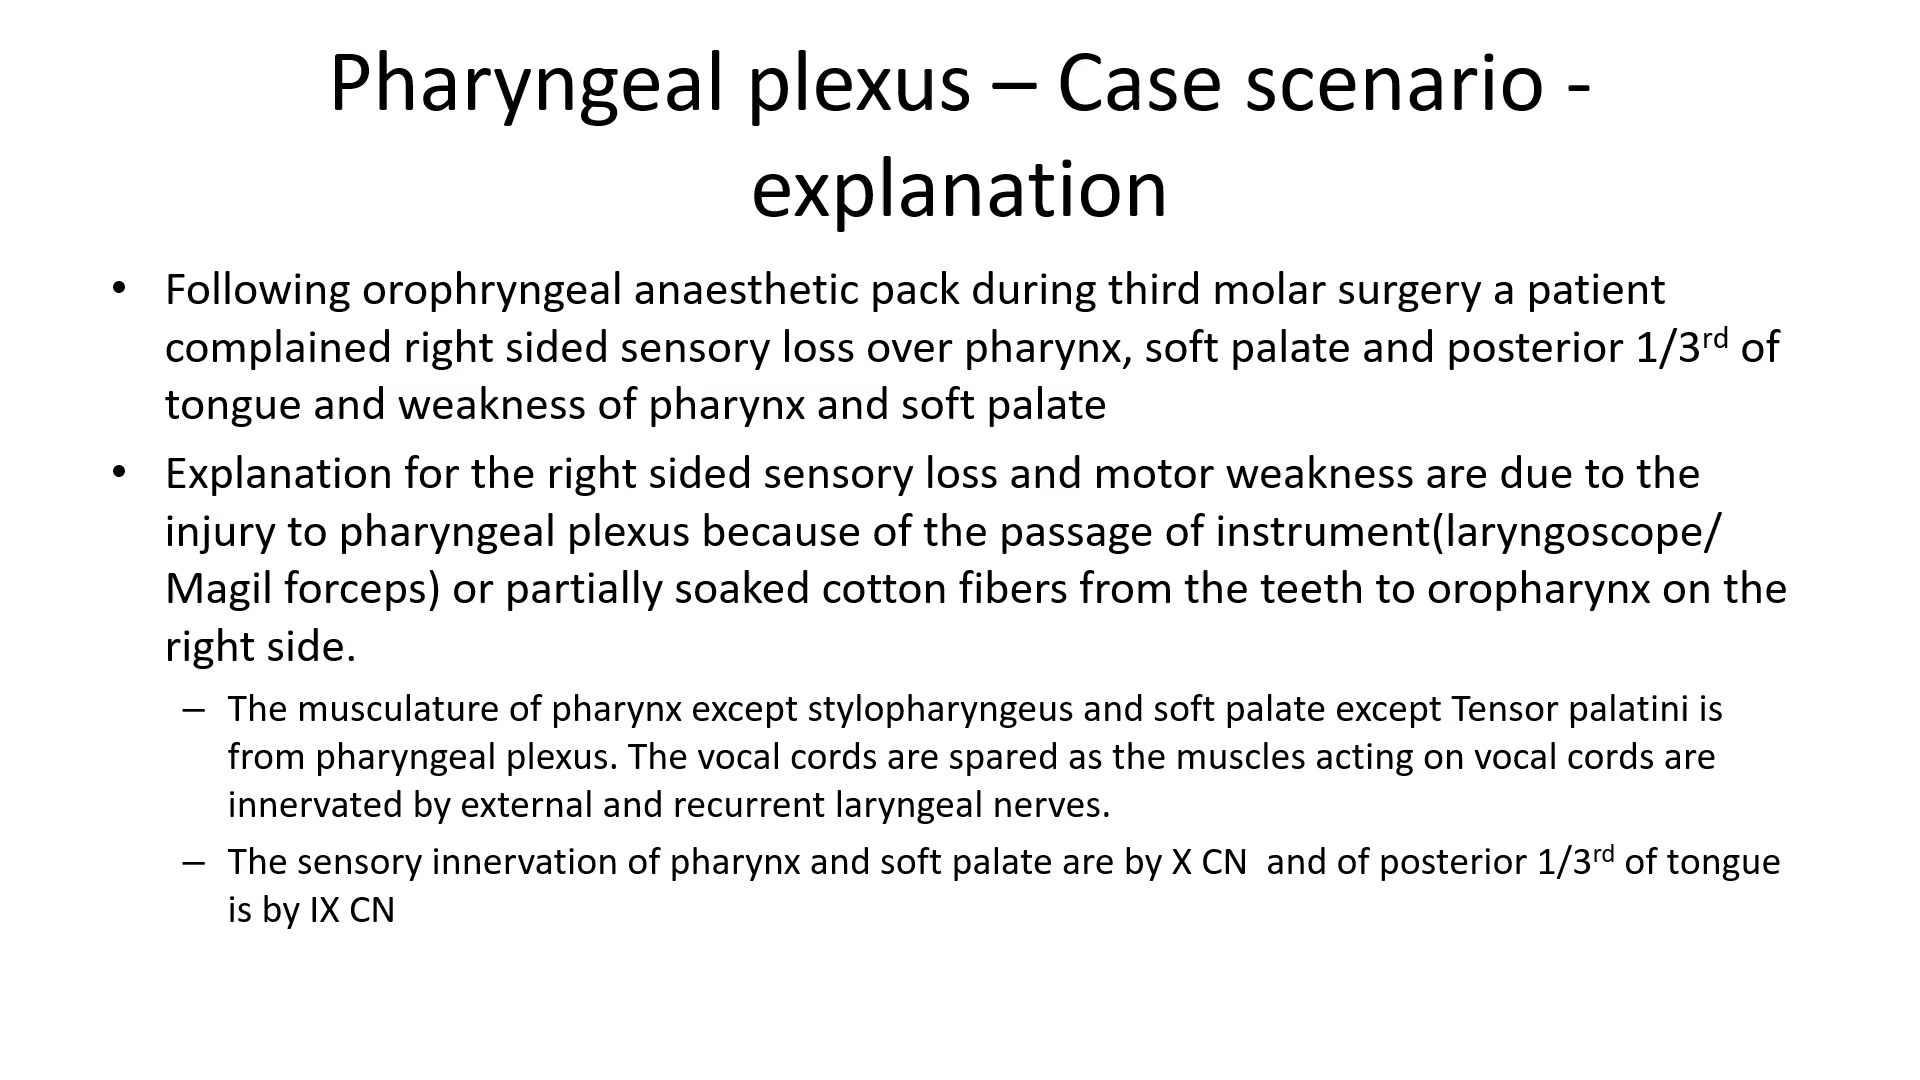 Pharyngeal plexus – Case scenario -
explanation
• Following orophryngeal anaesthetic pack during third molar surgery a patient
complained right sided sensory loss over pharynx, soft palate and posterior 1/3rd of
tongue and weakness of pharynx and soft palate
• Explanation for the right sided sensory loss and motor weakness are due to the
injury to pharyngeal plexus because of the passage of instrument(laryngoscope/
Magil forceps) or partially soaked cotton fibers from the teeth to oropharynx on the
right side.
– The musculature of pharynx except stylopharyngeus and soft palate except Tensor palatini is
from pharyngeal plexus. The vocal cords are spared as the muscles acting on vocal cords are
innervated by external and recurrent laryngeal nerves.
– The sensory innervation of pharynx and soft palate are by X CN  and of posterior 1/3rd of tongue
is by IX CN